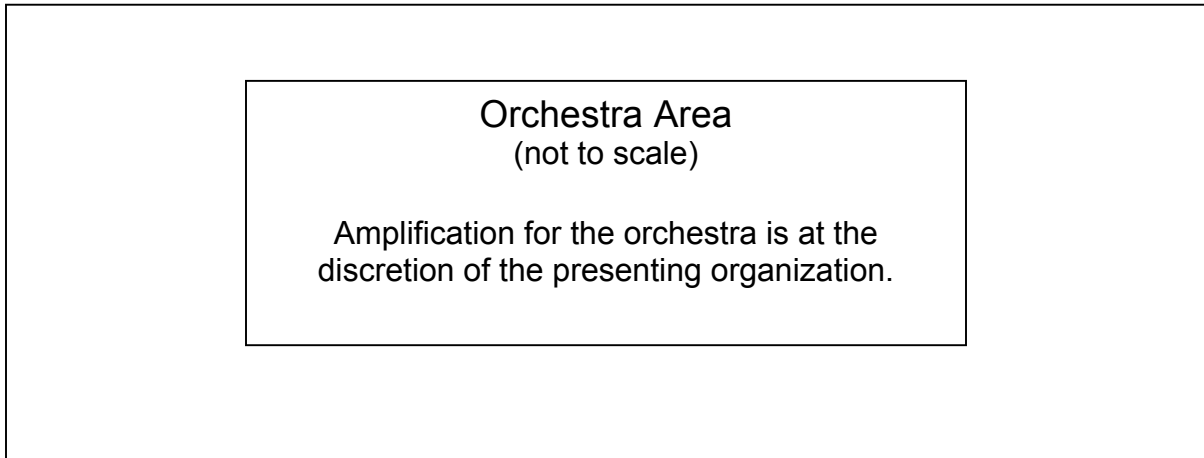 Orchestra Area
(not to scale)
Amplification for the orchestra is at the
discretion of the presenting organization.